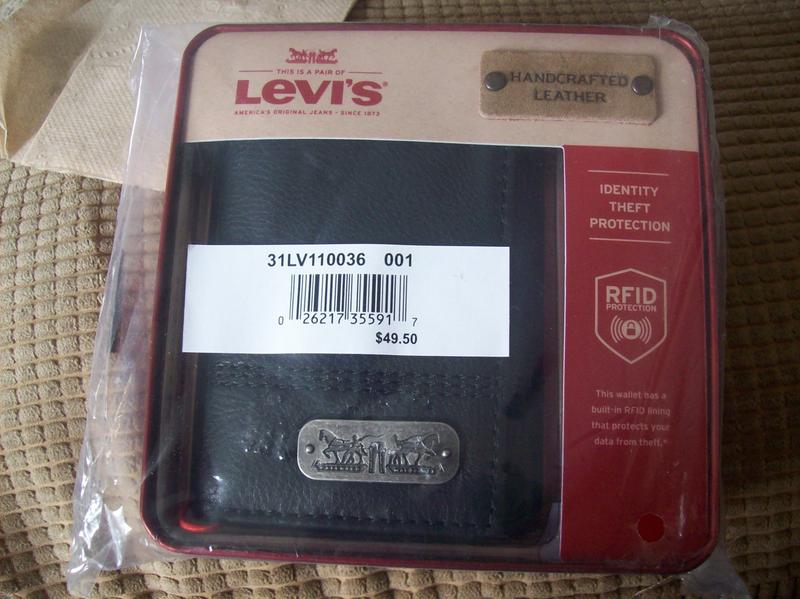 THIS IS A PAIR OF
LEVI'S®
AMERICA'S ORIGINAL JEANS - SINCE 1873
HANDCRAFTED
LEATHER
IDENTITY
THEFT
PROTECTION
31LV110036 001
0 26217 35591 7
$49.50
RFID
PROTECTION
This wallet has a
built-in RFID lining
that protects your
data from theft.*